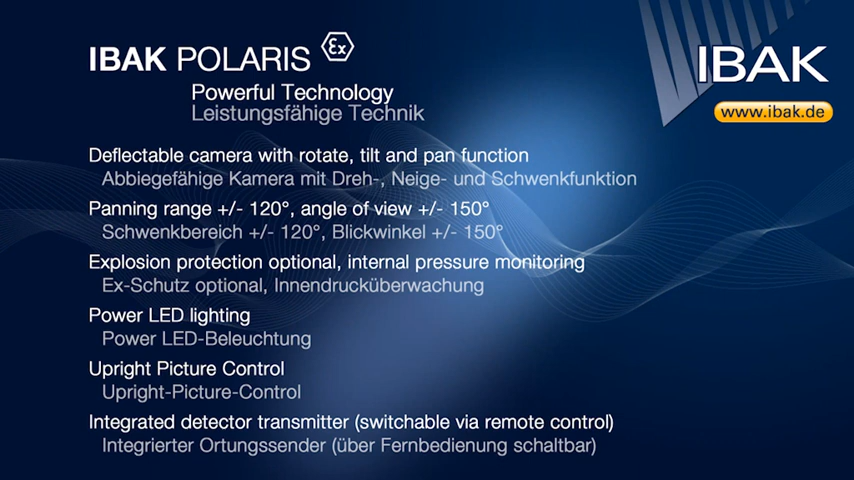 IBAK POLARIS Ex
IBAK
Powerful Technology
Leistungsfähige Technik
www.ibak.de
Deflectable camera with rotate, tilt and pan function
Abbiegefähige Kamera mit Dreh-, Neige- und Schwenkfunktion
Panning range +/- 120°, angle of view +/- 150°
Schwenkbereich +/- 120°, Blickwinkel +/- 150°
Explosion protection optional, internal pressure monitoring
Ex-Schutz optional, Innendrucküberwachung
Power LED lighting
Power LED-Beleuchtung
Upright Picture Control
Upright-Picture-Control
Integrated detector transmitter (switchable via remote control)
Integrierter Ortungssender (über Fernbedienung schaltbar)